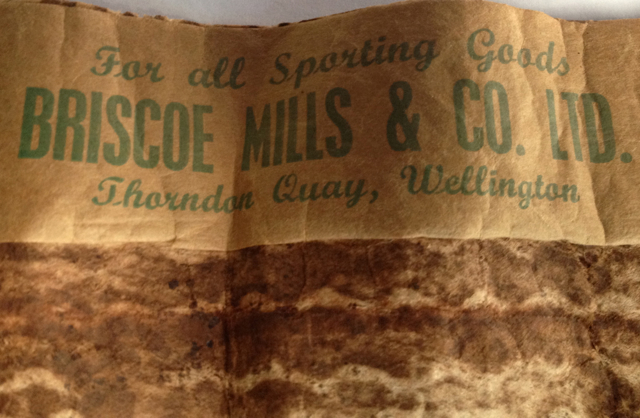 For all Sporting Goods
BRISCOE MILLS & CO. LTD.
Thorndon Quay, Wellington